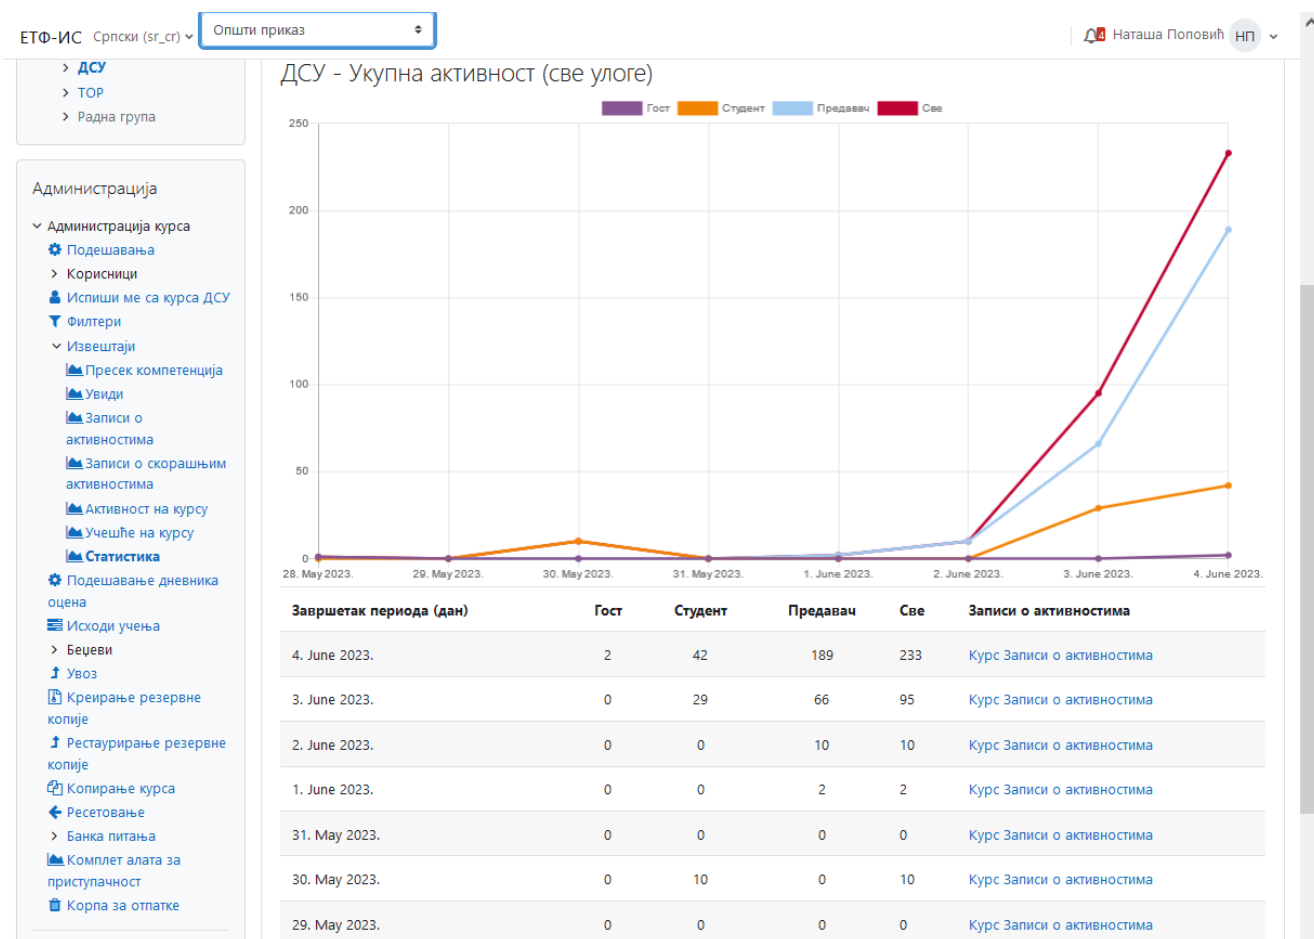 ЕТФ-ИС Српски (sr_cr) Општи приказ 4 Наташа Поповић НП
ДСУ
ТОР
Радна група
Администрација
Администрација курса
Подешавања
Корисници
Испиши ме са курса ДСУ
Филтери
Извештаји
Пресек компетенција
Увиди
Записи о
активностима
Записи о скорашњим
активностима
Активност на курсу
Учешће на курсу
Статистика
Подешавање дневника
оцена
Исходи учења
Беџеви
Увоз
Креирање резервне
копије
Рестаурирање резервне
копије
Копирање курса
Ресетовање
Банка питања
Комплет алата за
приступачност
Корпа за отпатке
ДСУ - Укупна активност (све улоге)
Гост Студент Предавач Све
250
200
150
100
50
0
28. May 2023. 29. May 2023. 30. May 2023. 31. May 2023. 1. June 2023. 2. June 2023. 3. June 2023. 4. June 2023.
Завршетак периода (дан) Гост Студент Предавач Све Записи о активностима
4. June 2023. 2 42 189 233 Курс Записи о активностима
3. June 2023. 0 29 66 95 Курс Записи о активностима
2. June 2023. 0 0 10 10 Курс Записи о активностима
1. June 2023. 0 0 2 2 Курс Записи о активностима
31. May 2023. 0 0 0 0 Курс Записи о активностима
30. May 2023. 0 10 0 10 Курс Записи о активностима
29. May 2023. 0 0 0 0 Курс Записи о активностима